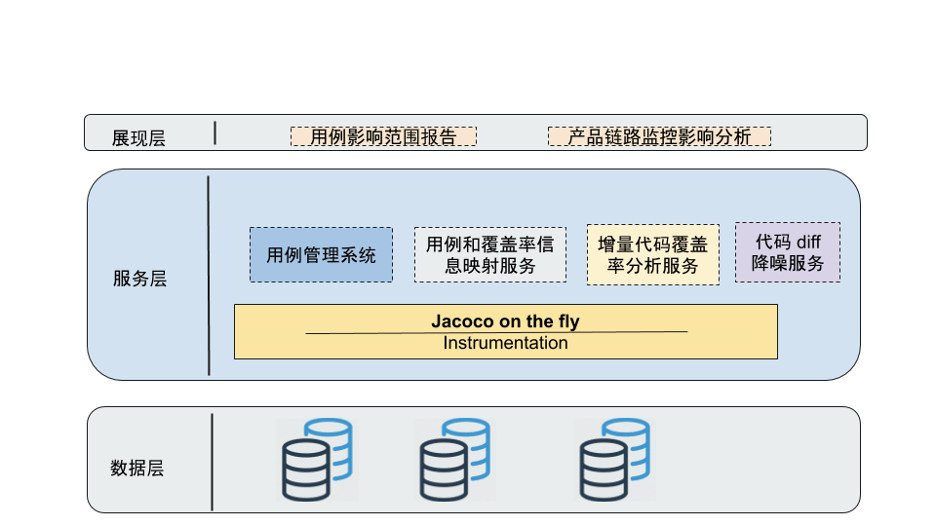 展现层
用例影响范围报告
产品链路监控影响分析
服务层
用例管理系统
用例和覆盖率信
息映射服务
增量代码覆盖
率分析服务
代码 diff
降噪服务
Jacoco on the fly
Instrumentation
数据层